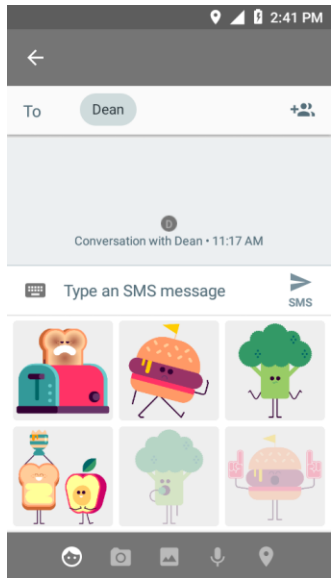 2:41 PM
To Dean
D
Conversation with Dean • 11:17 AM
Type an SMS message
SMS